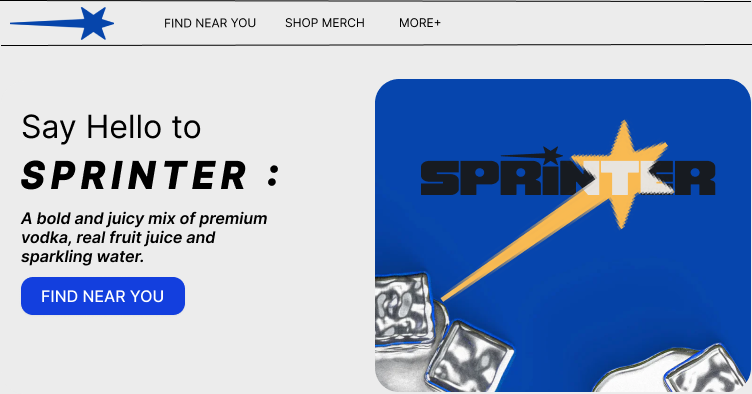 FIND NEAR YOU SHOP MERCH MORE+
Say Hello to
SPRINTER :
A bold and juicy mix of premium
vodka, real fruit juice and
sparkling water.
FIND NEAR YOU
SPRINTER